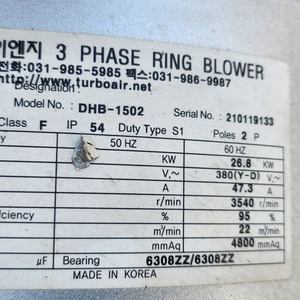 이엔지 3 PHASE RING BLOWER
전화:031-985-5985 팩스:031-986-9987
http://www.turboair.net
Designation:
Model No. : DHB-1502 Serial No. : 210119133
Class F IP 54 Duty Type S1 Poles 2 P
50 HZ 60 HZ
KW 26.8 KW
V.~ 380(Y-D) V.~
A 47.3 A
r/min 3540 r/min
% 95 %
m³/min 22 m³/min
mmAq 4800 mmAq
μF Bearing 6308ZZ/6308ZZ
MADE IN KOREA